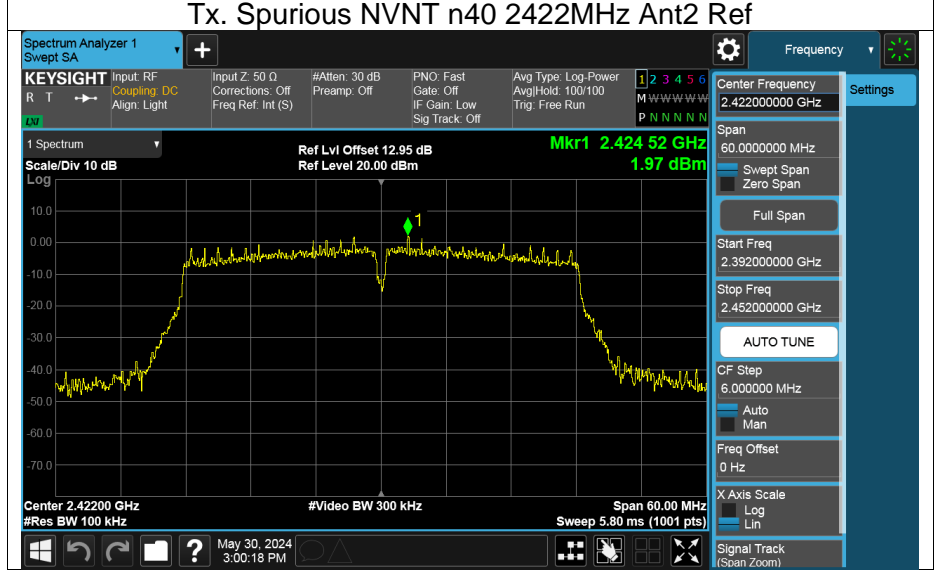 Tx. Spurious NVNT n40 2422MHz Ant2 Ref
Spectrum Analyzer 1
Swept SA
+
Frequency
KEYSIGHT
R T
LXI
Input: RF
Coupling: DC
Align: Light
Input Z: 50 Ω
Corrections: Off
Freq Ref: Int (S)
#Atten: 30 dB
Preamp: Off
PNO: Fast
Gate: Off
IF Gain: Low
Sig Track: Off
Avg Type: Log-Power
Avg|Hold: 100/100
Trig: Free Run
1 2 3 4 5 6
M W W W W W
P N N N N N
1 Spectrum
Scale/Div 10 dB
Log
Ref Lvl Offset 12.95 dB
Ref Level 20.00 dBm
Mkr1 2.424 52 GHz
1.97 dBm
1
10.0
0.00
-10.0
-20.0
-30.0
-40.0
-50.0
-60.0
-70.0
Center 2.42200 GHz
#Res BW 100 kHz
#Video BW 300 kHz
Span 60.00 MHz
Sweep 5.80 ms (1001 pts)
?
May 30, 2024
3:00:18 PM
Center Frequency
2.422000000 GHz
Settings
Span
60.0000000 MHz
Swept Span
Zero Span
Full Span
Start Freq
2.392000000 GHz
Stop Freq
2.452000000 GHz
AUTO TUNE
CF Step
6.000000 MHz
Auto
Man
Freq Offset
0 Hz
X Axis Scale
Log
Lin
Signal Track
(Span Zoom)